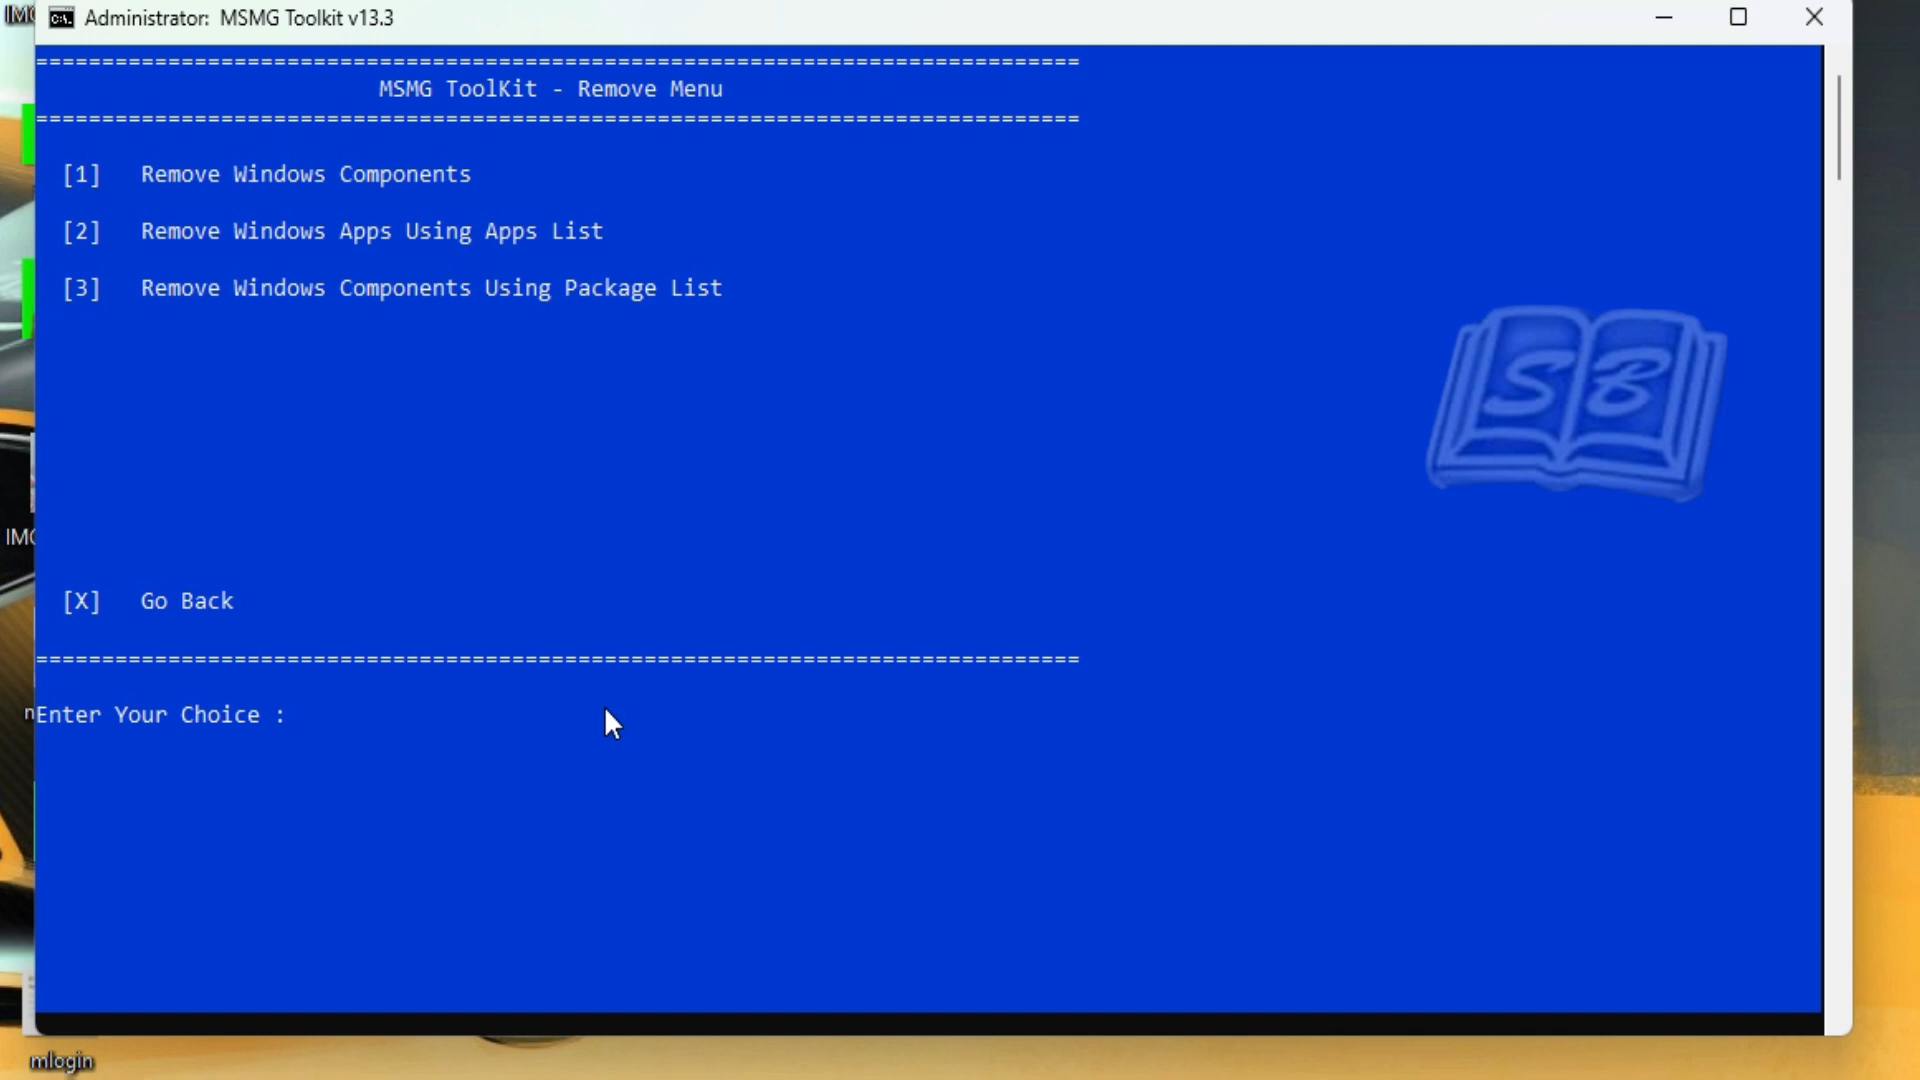 Administrator:  MSMG Toolkit v13.3
===============================================================================
MSMG ToolKit - Remove Menu
===============================================================================
[1]   Remove Windows Components
[2]   Remove Windows Apps Using Apps List
[3]   Remove Windows Components Using Package List
SB
[X]   Go Back
===============================================================================
Enter Your Choice :
mlogin